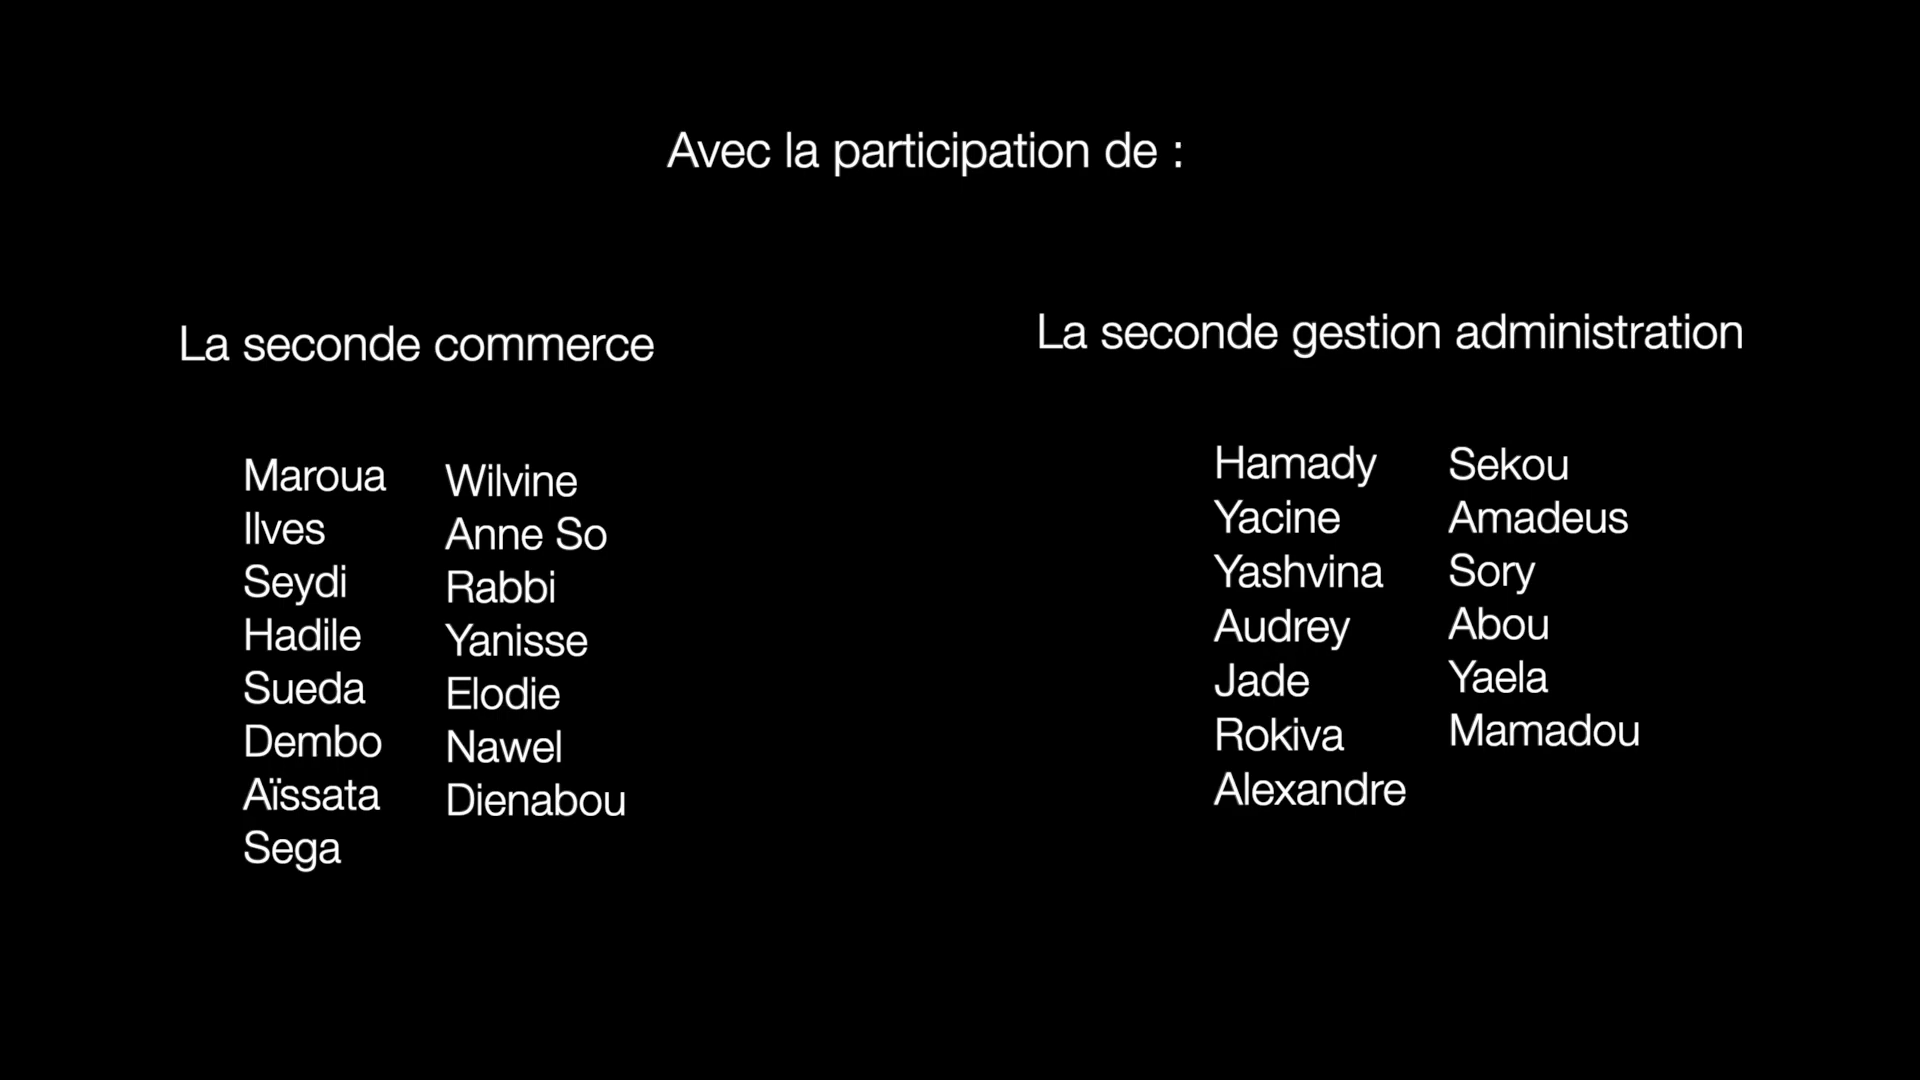 Avec la participation de :
La seconde commerce
Maroua
Ilves
Seydi
Hadile
Sueda
Dembo
Aïssata
Sega
Wilvine
Anne So
Rabbi
Yanisse
Elodie
Nawel
Dienabou
La seconde gestion administration
Hamady
Yacine
Yashvina
Audrey
Jade
Rokiva
Alexandre
Sekou
Amadeus
Sory
Abou
Yaela
Mamadou